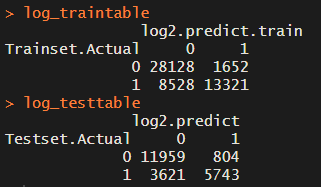 > log_traintable
log2.predict.train
Trainset.Actual 0 1
0 28128 1652
1 8528 13321
> log_testtable
log2.predict
Testset.Actual 0 1
0 11959 804
1 3621 5743